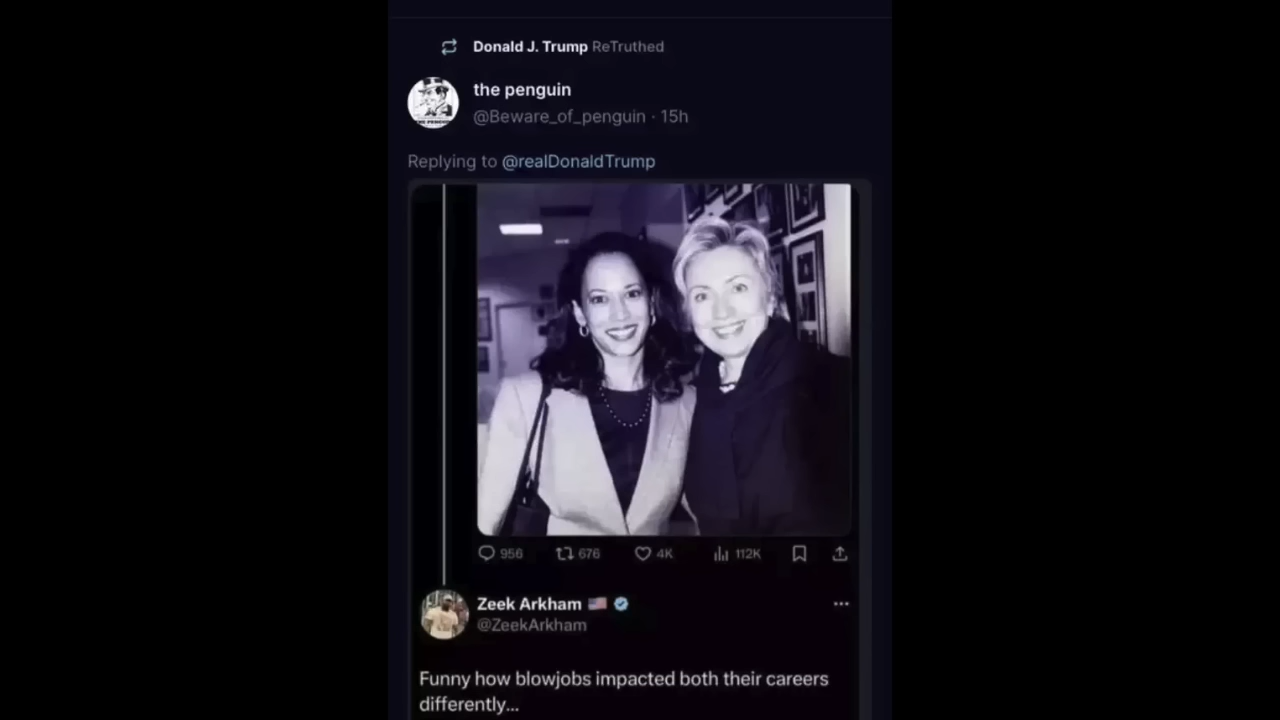 Donald J. Trump ReTruthed
the penguin
@Beware_of_penguin · 15h
Replying to @realDonaldTrump
956 676 4K 112K
Zeek Arkham 🇺🇸
@ZeekArkham
Funny how blowjobs impacted both their careers
differently...